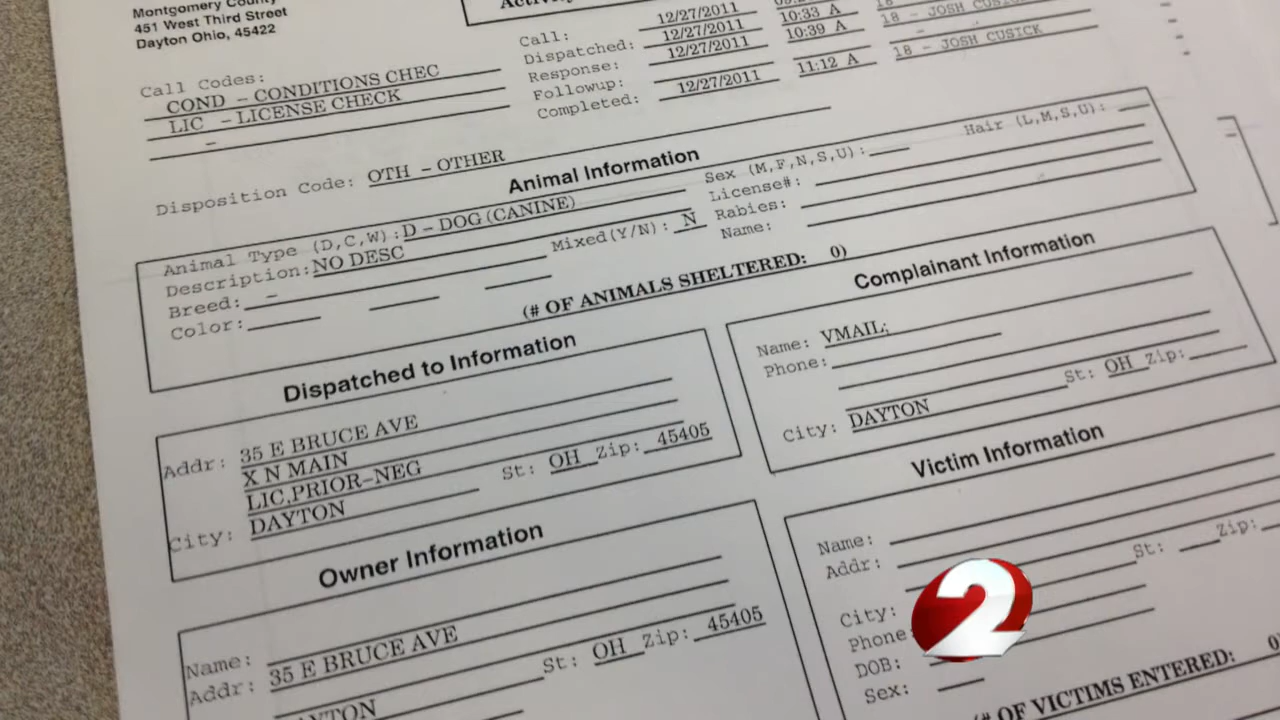 Montgomery County
451 West Third Street
Dayton Ohio, 45422
Call: 12/27/2011
Dispatched: 12/27/2011 10:33 A 18 - JOSH CUSICK
Response: 12/27/2011 10:39 A -
Followup: 18 - JOSH CUSICK
Completed: 12/27/2011 11:12 A
Call Codes:
COND - CONDITIONS CHEC
LIC - LICENSE CHECK
-
Disposition Code: OTH - OTHER
Animal Information
Animal Type (D,C,W): D - DOG (CANINE)
Description: NO DESC
Mixed(Y/N): N
Breed: -
Color:
Sex (M,F,N,S,U):
Hair (L,M,S,U):
License#:
Rabies:
Name:
(# OF ANIMALS SHELTERED: 0)
Dispatched to Information
Addr: 35 E BRUCE AVE
X N MAIN
LIC,PRIOR-NEG
St: OH Zip: 45405
City: DAYTON
Complainant Information
Name: VMAIL;
Phone:
St: OH Zip:
City: DAYTON
Owner Information
Name:
Addr: 35 E BRUCE AVE
St: OH Zip: 45405
Victim Information
Name:
Addr:
St: Zip:
City:
Phone
DOB:
Sex:
(# OF VICTIMS ENTERED: 0
2